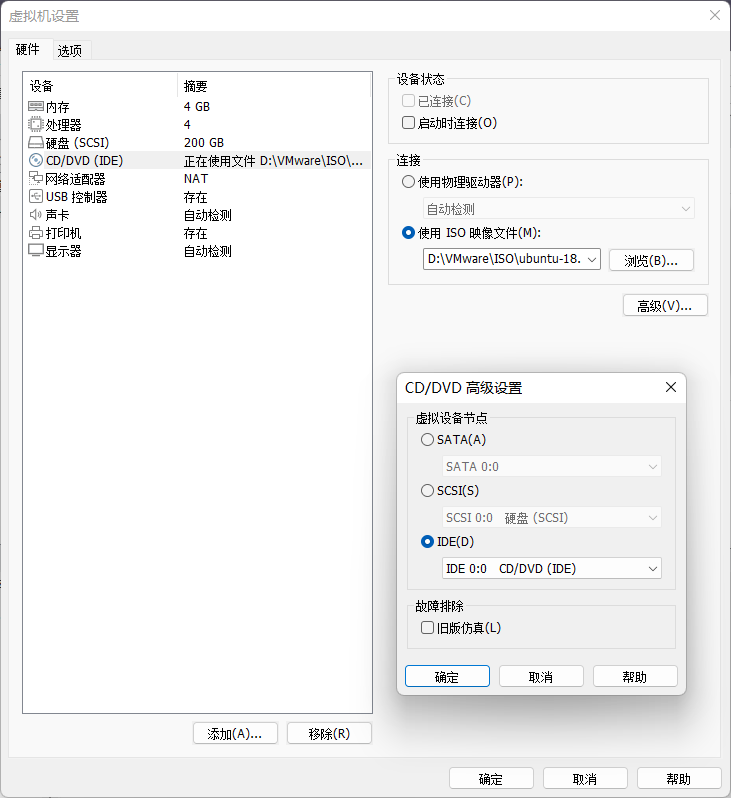 虚拟机设置
硬件 选项
设备 摘要
内存 4 GB
处理器 4
硬盘 (SCSI) 200 GB
CD/DVD (IDE) 正在使用文件 D:\VMware\ISO\...
网络适配器 NAT
USB 控制器 存在
声卡 自动检测
打印机 存在
显示器 自动检测
添加(A)... 移除(R)
设备状态
已连接(C)
启动时连接(O)
连接
使用物理驱动器(P):
自动检测
使用 ISO 映像文件(M):
D:\VMware\ISO\ubuntu-18. 浏览(B)...
高级(V)...
CD/DVD 高级设置
虚拟设备节点
SATA(A)
SATA 0:0
SCSI(S)
SCSI 0:0 硬盘 (SCSI)
IDE(D)
IDE 0:0 CD/DVD (IDE)
故障排除
旧版仿真(L)
确定 取消 帮助
确定 取消 帮助